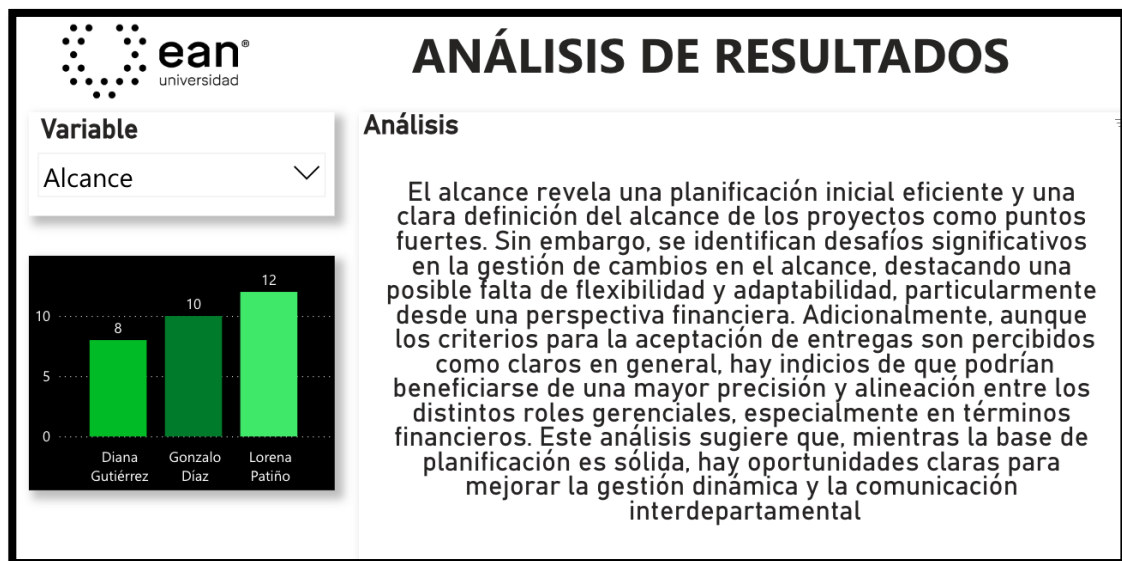 ean®
universidad
ANÁLISIS DE RESULTADOS
Variable
Alcance
12
10
8
10
5
0
Diana
Gutiérrez
Gonzalo
Díaz
Lorena
Patiño
Análisis
El alcance revela una planificación inicial eficiente y una
clara definición del alcance de los proyectos como puntos
fuertes. Sin embargo, se identifican desafíos significativos
en la gestión de cambios en el alcance, destacando una
posible falta de flexibilidad y adaptabilidad, particularmente
desde una perspectiva financiera. Adicionalmente, aunque
los criterios para la aceptación de entregas son percibidos
como claros en general, hay indicios de que podrían
beneficiarse de una mayor precisión y alineación entre los
distintos roles gerenciales, especialmente en términos
financieros. Este análisis sugiere que, mientras la base de
planificación es sólida, hay oportunidades claras para
mejorar la gestión dinámica y la comunicación
interdepartamental